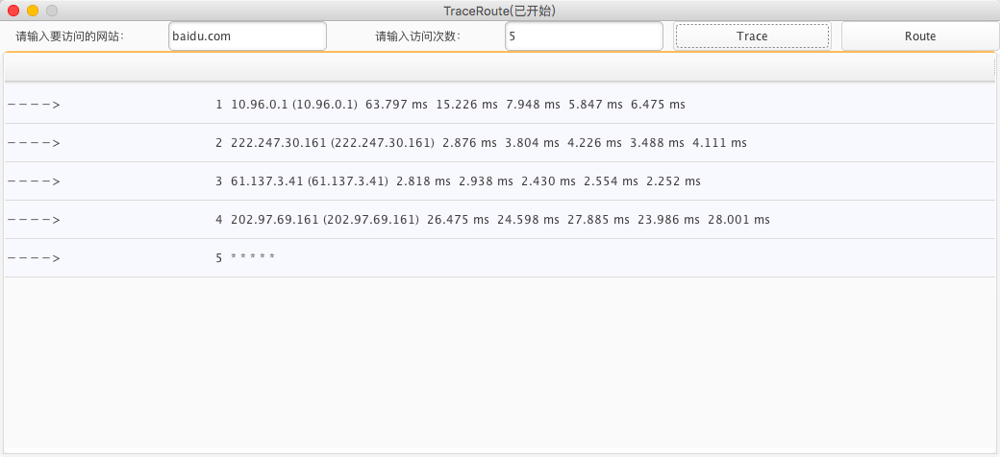 TraceRoute(已开始)
请输入要访问的网站: baidu.com 请输入访问次数: 5 Trace Route
----> 1 10.96.0.1 (10.96.0.1) 63.797 ms 15.226 ms 7.948 ms 5.847 ms 6.475 ms
----> 2 222.247.30.161 (222.247.30.161) 2.876 ms 3.804 ms 4.226 ms 3.488 ms 4.111 ms
----> 3 61.137.3.41 (61.137.3.41) 2.818 ms 2.938 ms 2.430 ms 2.554 ms 2.252 ms
----> 4 202.97.69.161 (202.97.69.161) 26.475 ms 24.598 ms 27.885 ms 23.986 ms 28.001 ms
----> 5 * * * * *